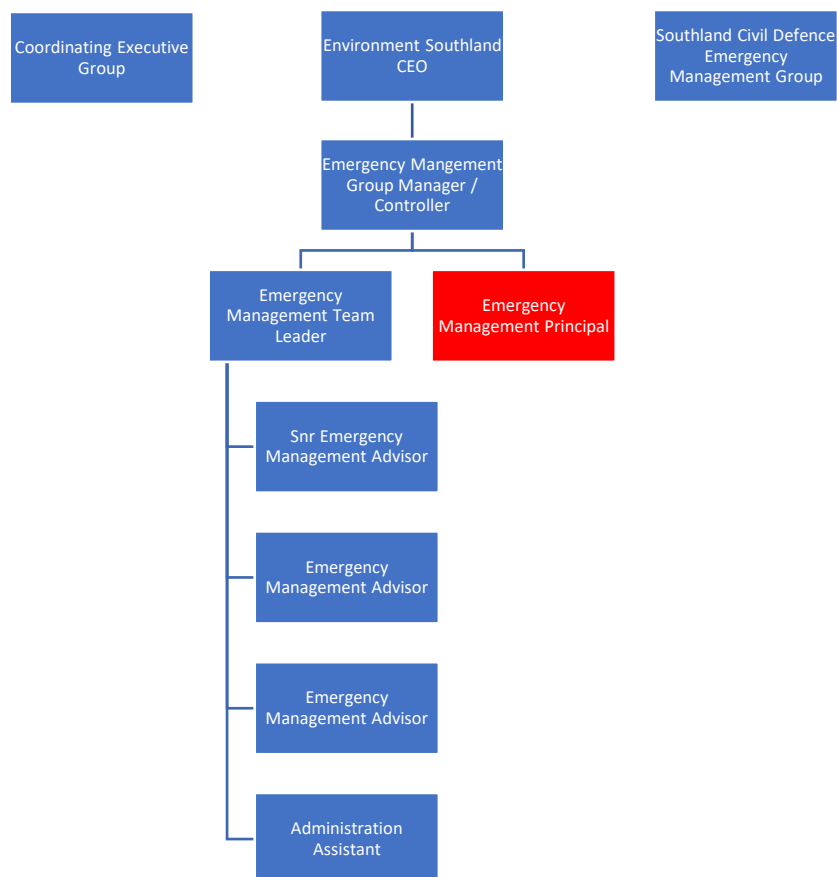 Coordinating Executive
Group
Environment Southland
CEO
Southland Civil Defence
Emergency
Management Group
Emergency Mangement
Group Manager /
Controller
Emergency
Management Team
Leader
Emergency
Management Principal
Snr Emergency
Management Advisor
Emergency
Management Advisor
Emergency
Management Advisor
Administration
Assistant